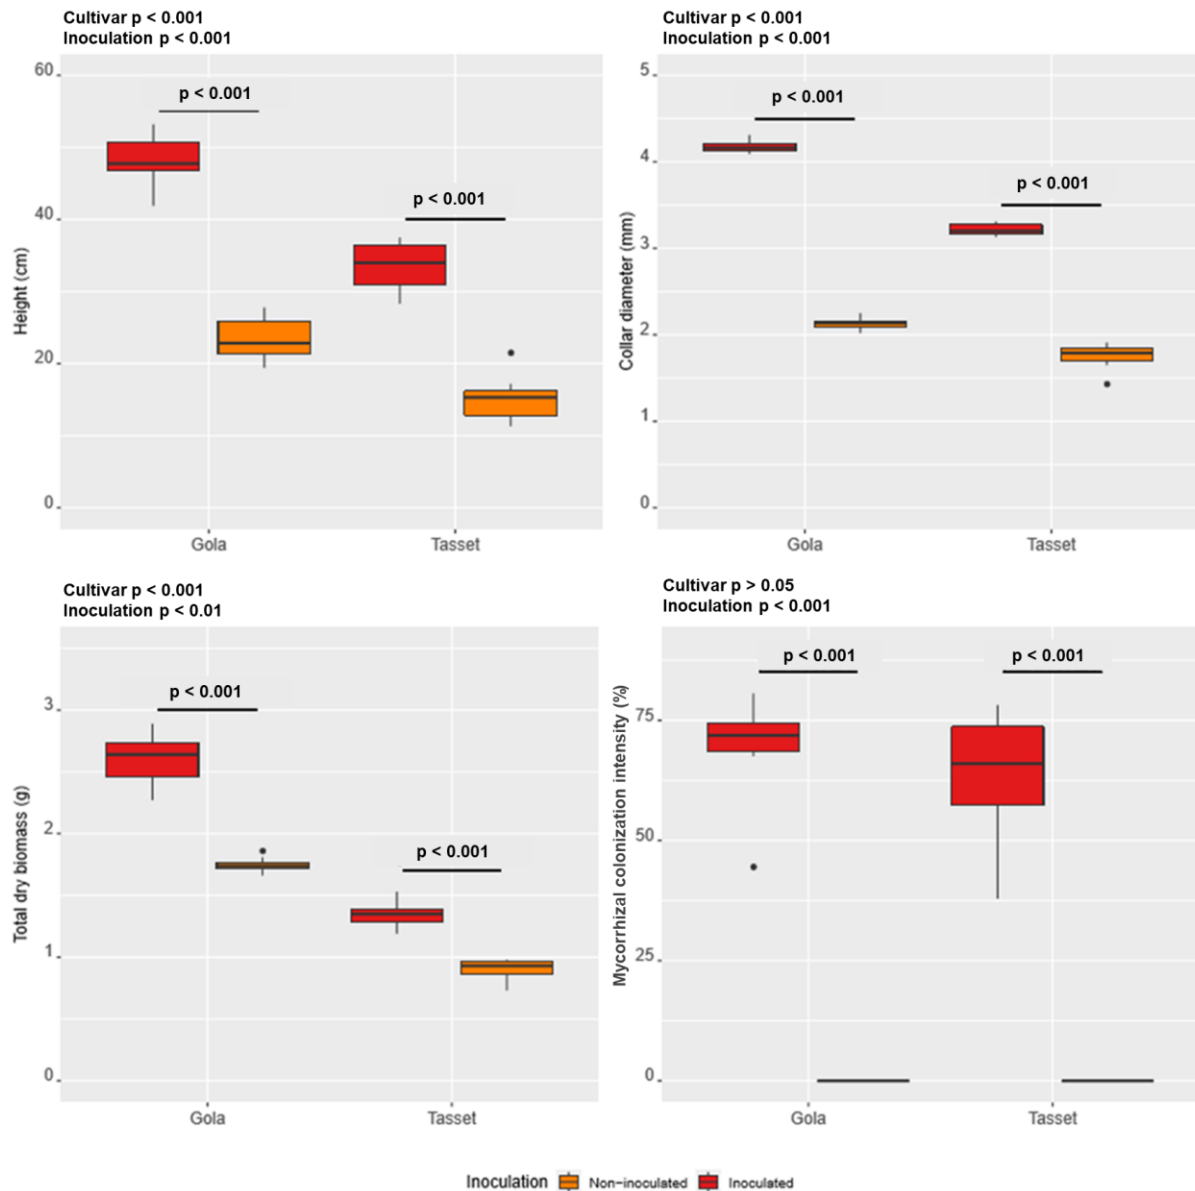 Cultivar p < 0.001
Inoculation p < 0.001
60
p < 0.001
40
p < 0.001
20
0
Height (cm)
Gola
Tasset
Cultivar p < 0.001
Inoculation p < 0.001
5
p < 0.001
4
p < 0.001
3
2
1
0
Collar diameter (mm)
Gola
Tasset
Cultivar p < 0.001
Inoculation p < 0.01
3
p < 0.001
2
p < 0.001
1
0
Total dry biomass (g)
Gola
Tasset
Cultivar p > 0.05
Inoculation p < 0.001
p < 0.001
p < 0.001
75
50
25
0
Mycorrhizal colonization intensity (%)
Gola
Tasset
Inoculation Non-inoculated Inoculated